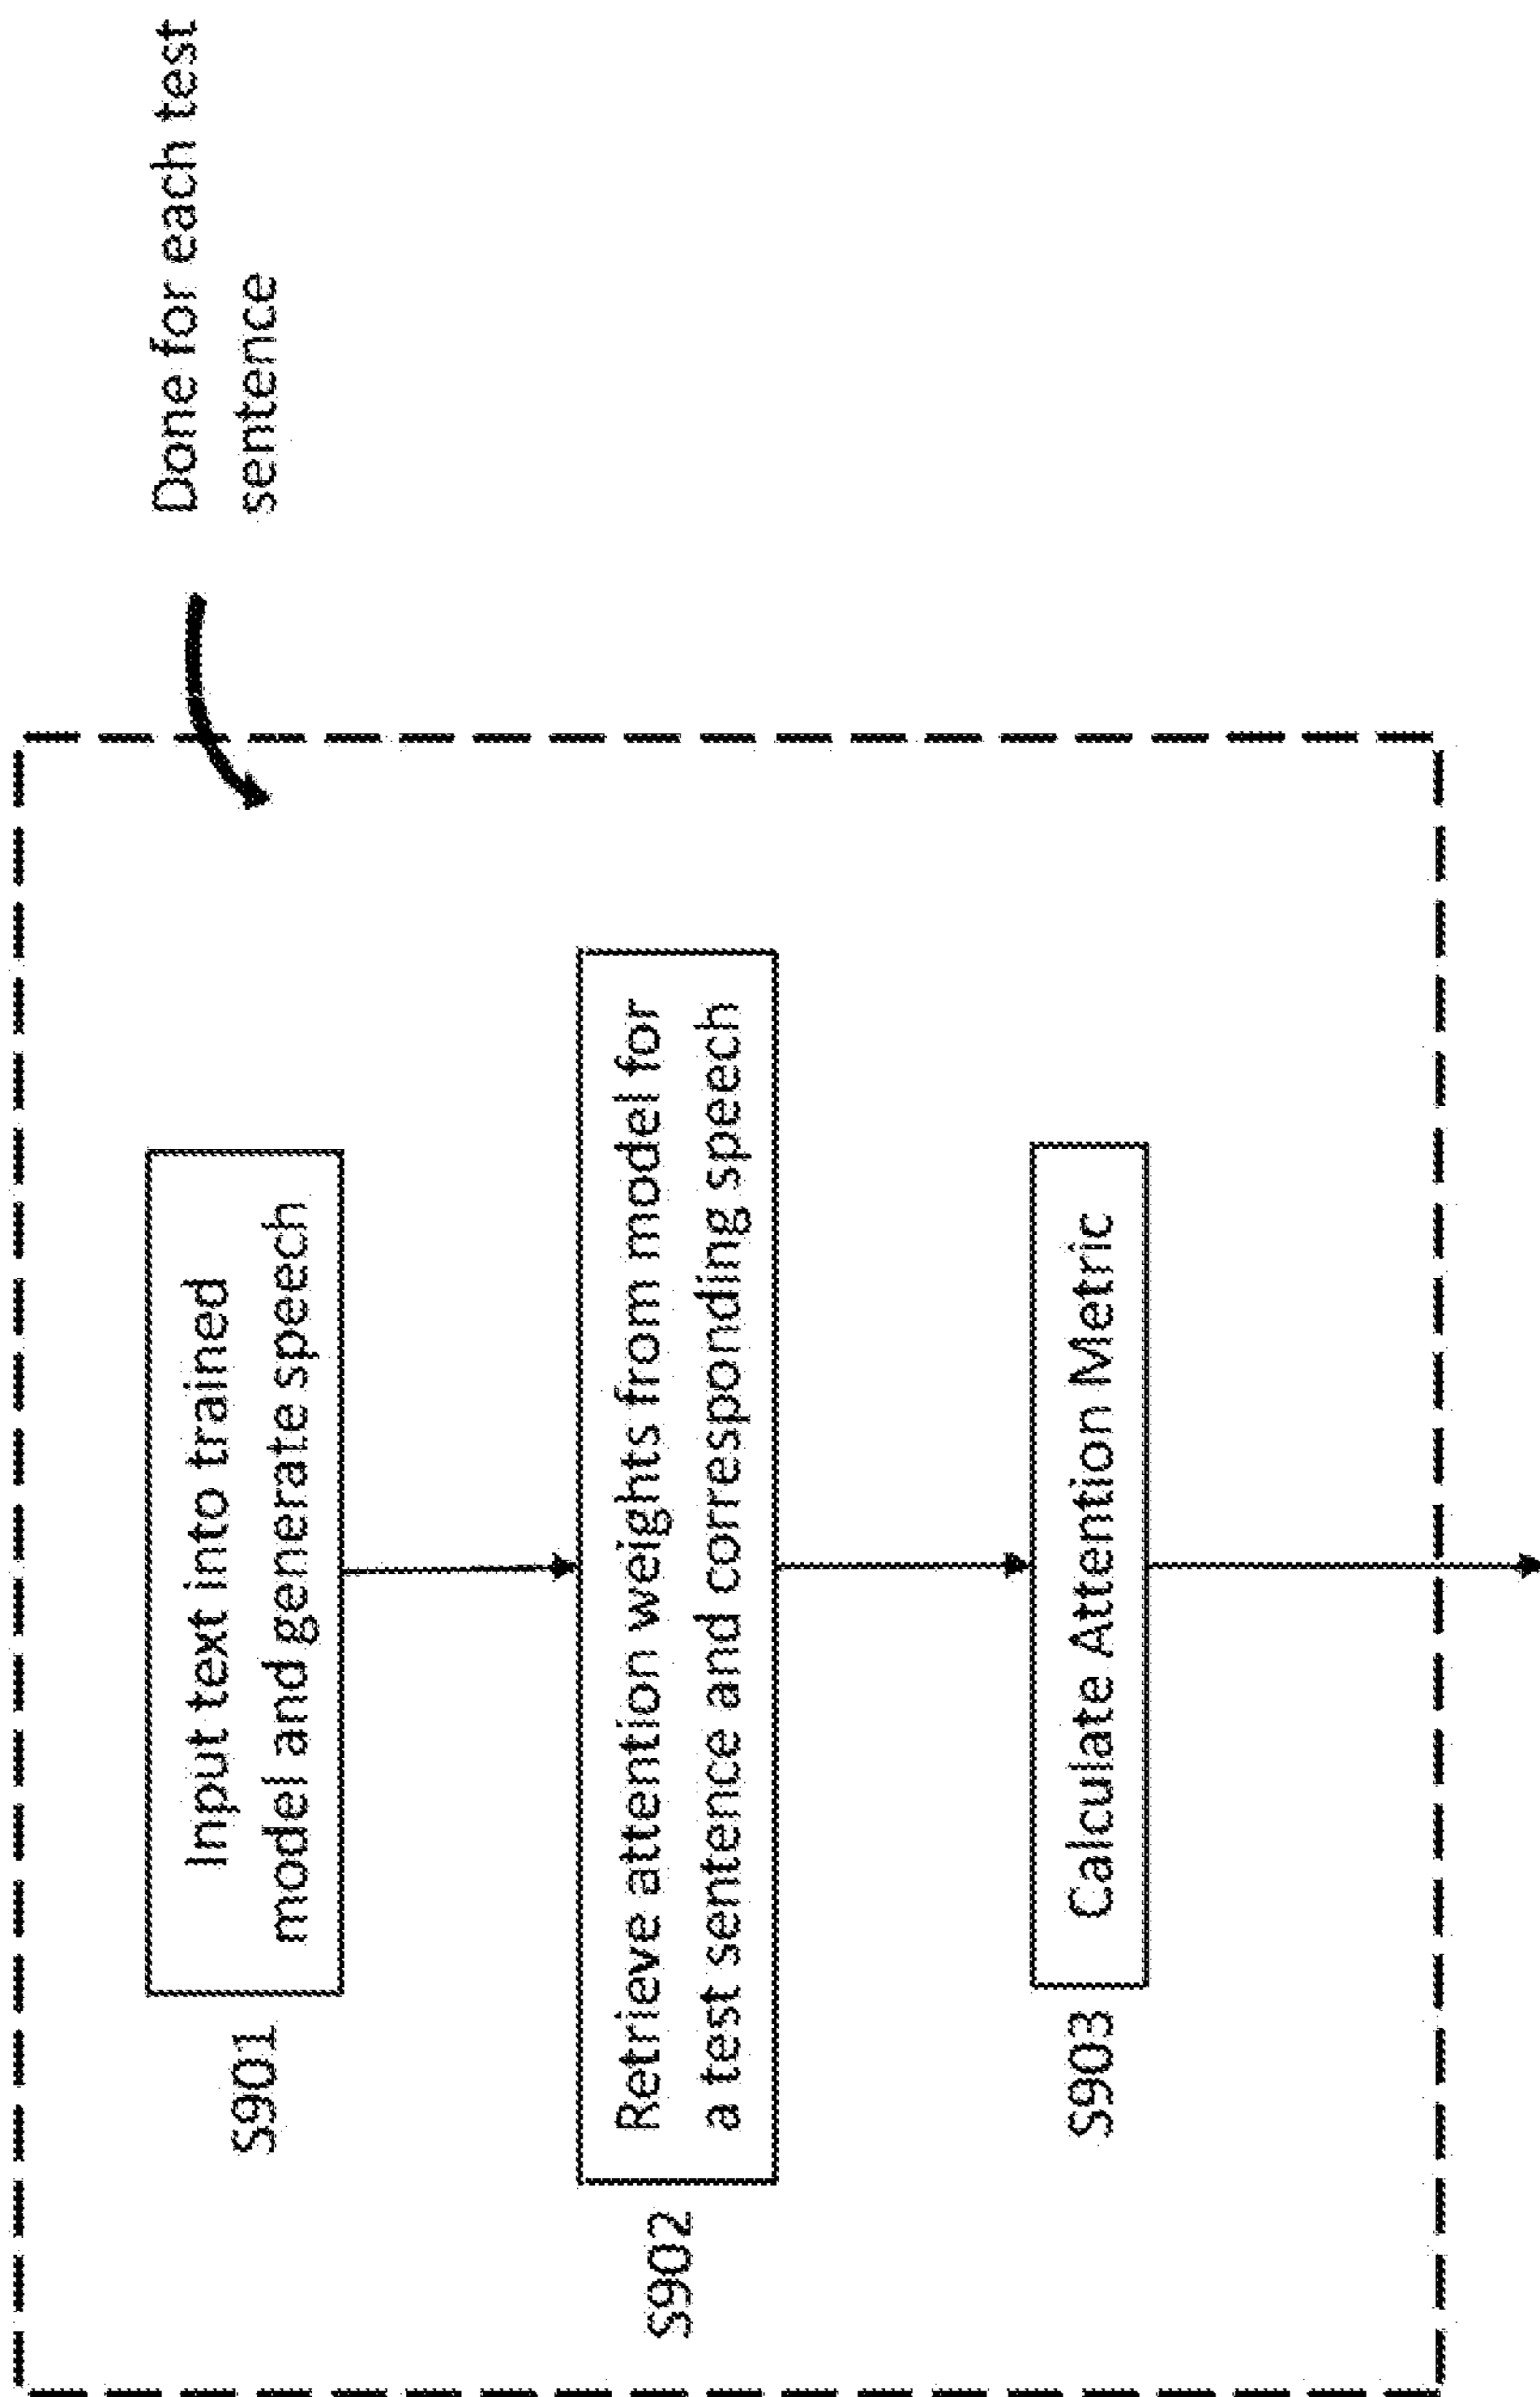 Done for each test
sentence
S901
Input text into trained
model and generate speech
S902
Retrieve attention weights from model for
a test sentence and corresponding speech
S903
Calculate Attention Metric